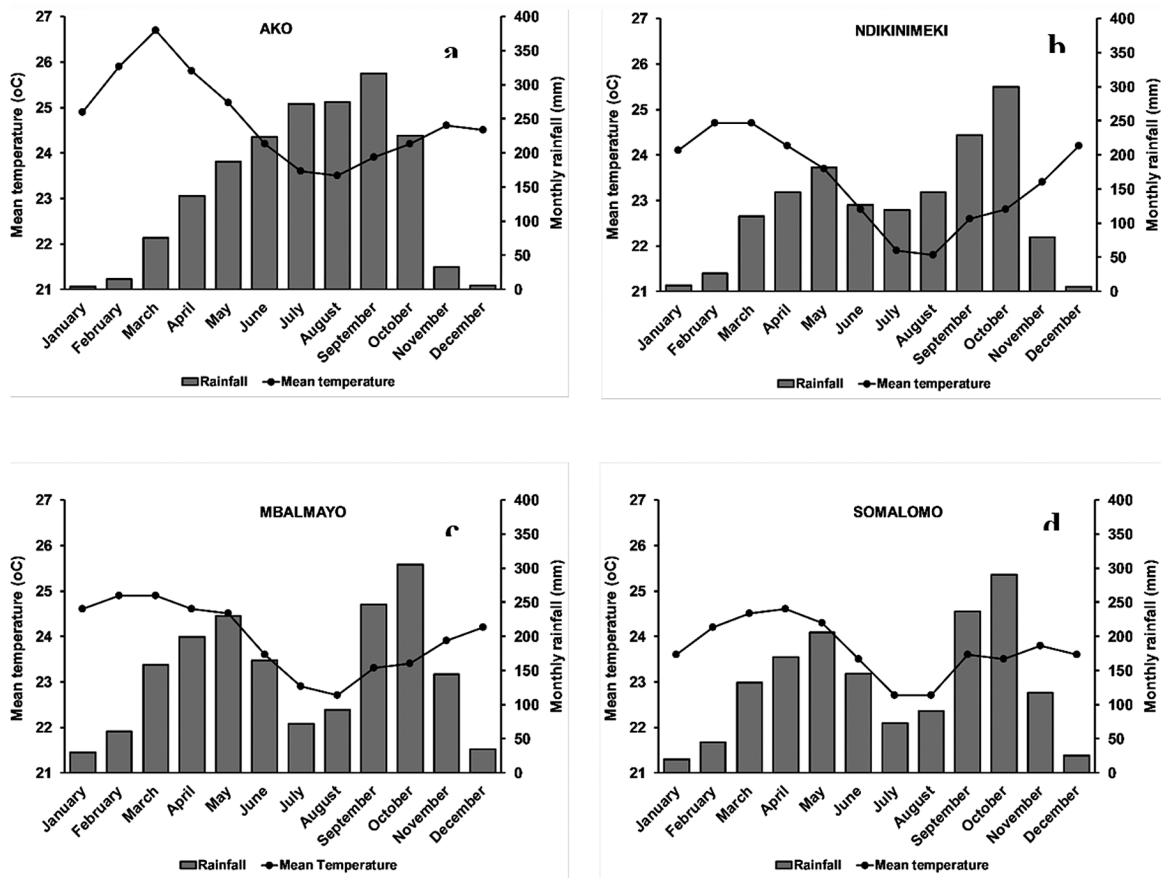 AKO
a
Mean temperature (oC)
27
26
25
24
23
22
21
Monthly rainfall (mm)
400
350
300
250
200
150
100
50
0
January February March April May June July August September October November December
Rainfall Mean temperature
NDIKINIMEKI
b
Mean temperature (oC)
27
26
25
24
23
22
21
Monthly rainfall (mm)
400
350
300
250
200
150
100
50
0
January February March April May June July August September October November December
Rainfall Mean temperature
MBALMAYO
c
Mean temperature (oC)
27
26
25
24
23
22
21
Monthly rainfall (mm)
400
350
300
250
200
150
100
50
0
January February March April May June July August September October November December
Rainfall Mean Temperature
SOMALOMO
d
Mean temperature (oC)
27
26
25
24
23
22
21
Monthly rainfall (mm)
400
350
300
250
200
150
100
50
0
January February March April May June July August September October November December
Rainfall Mean temperature